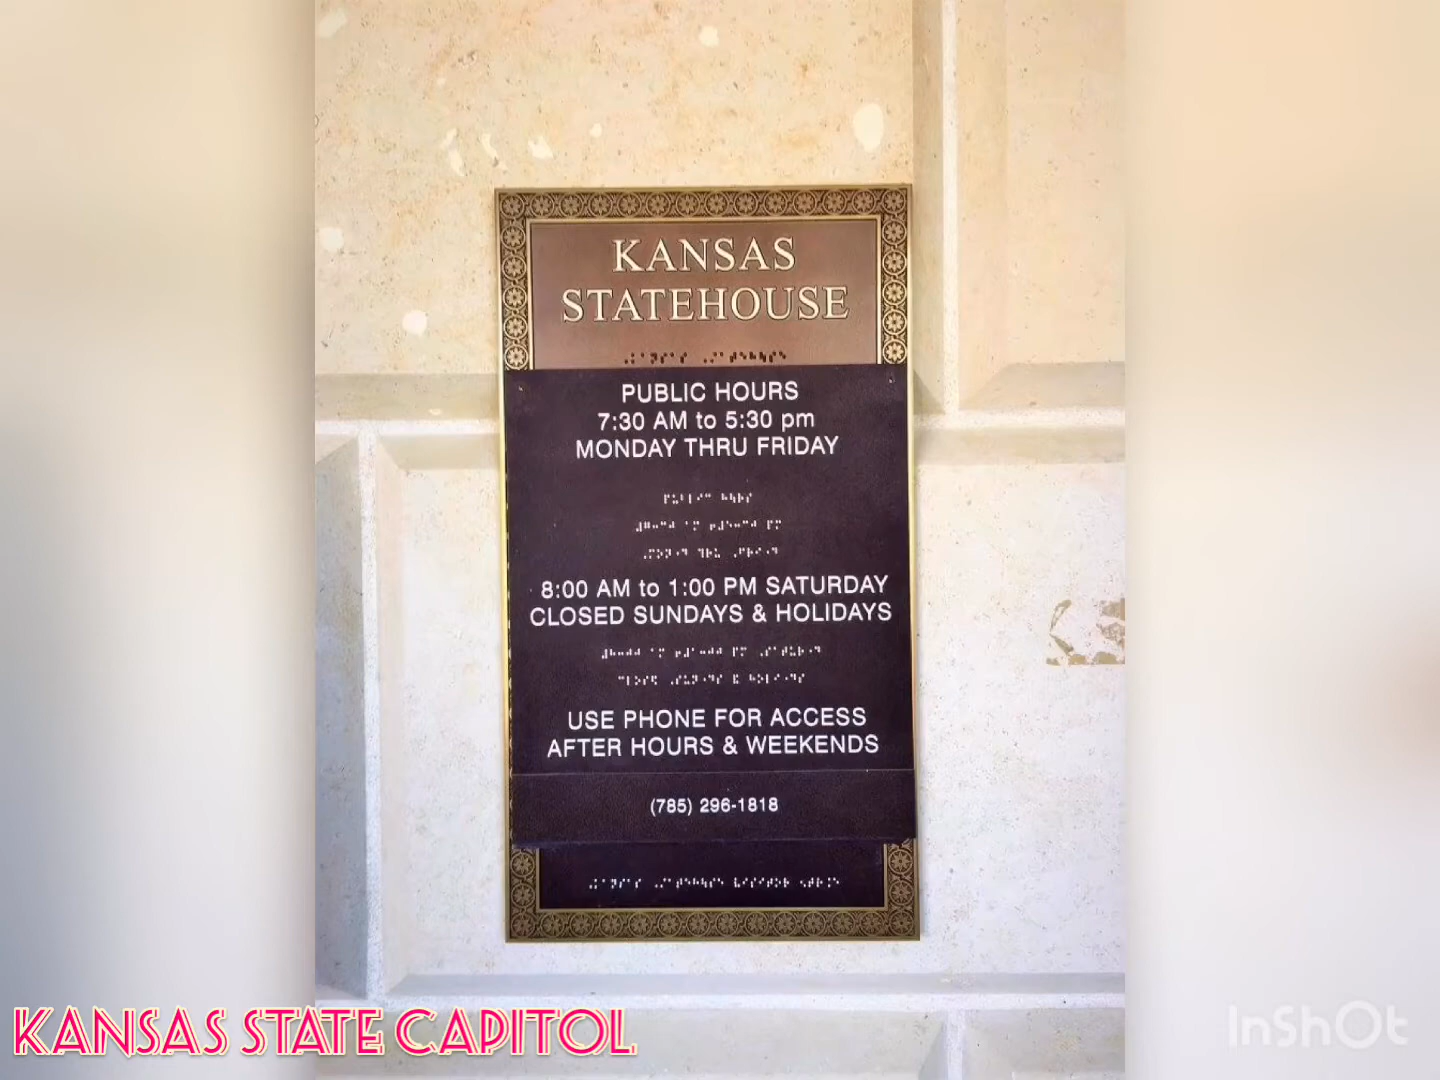 KANSAS
STATEHOUSE
PUBLIC HOURS
7:30 AM to 5:30 pm
MONDAY THRU FRIDAY
8:00 AM to 1:00 PM SATURDAY
CLOSED SUNDAYS & HOLIDAYS
USE PHONE FOR ACCESS
AFTER HOURS & WEEKENDS
(785) 296-1818
KANSAS STATE CAPITOL
InShOt